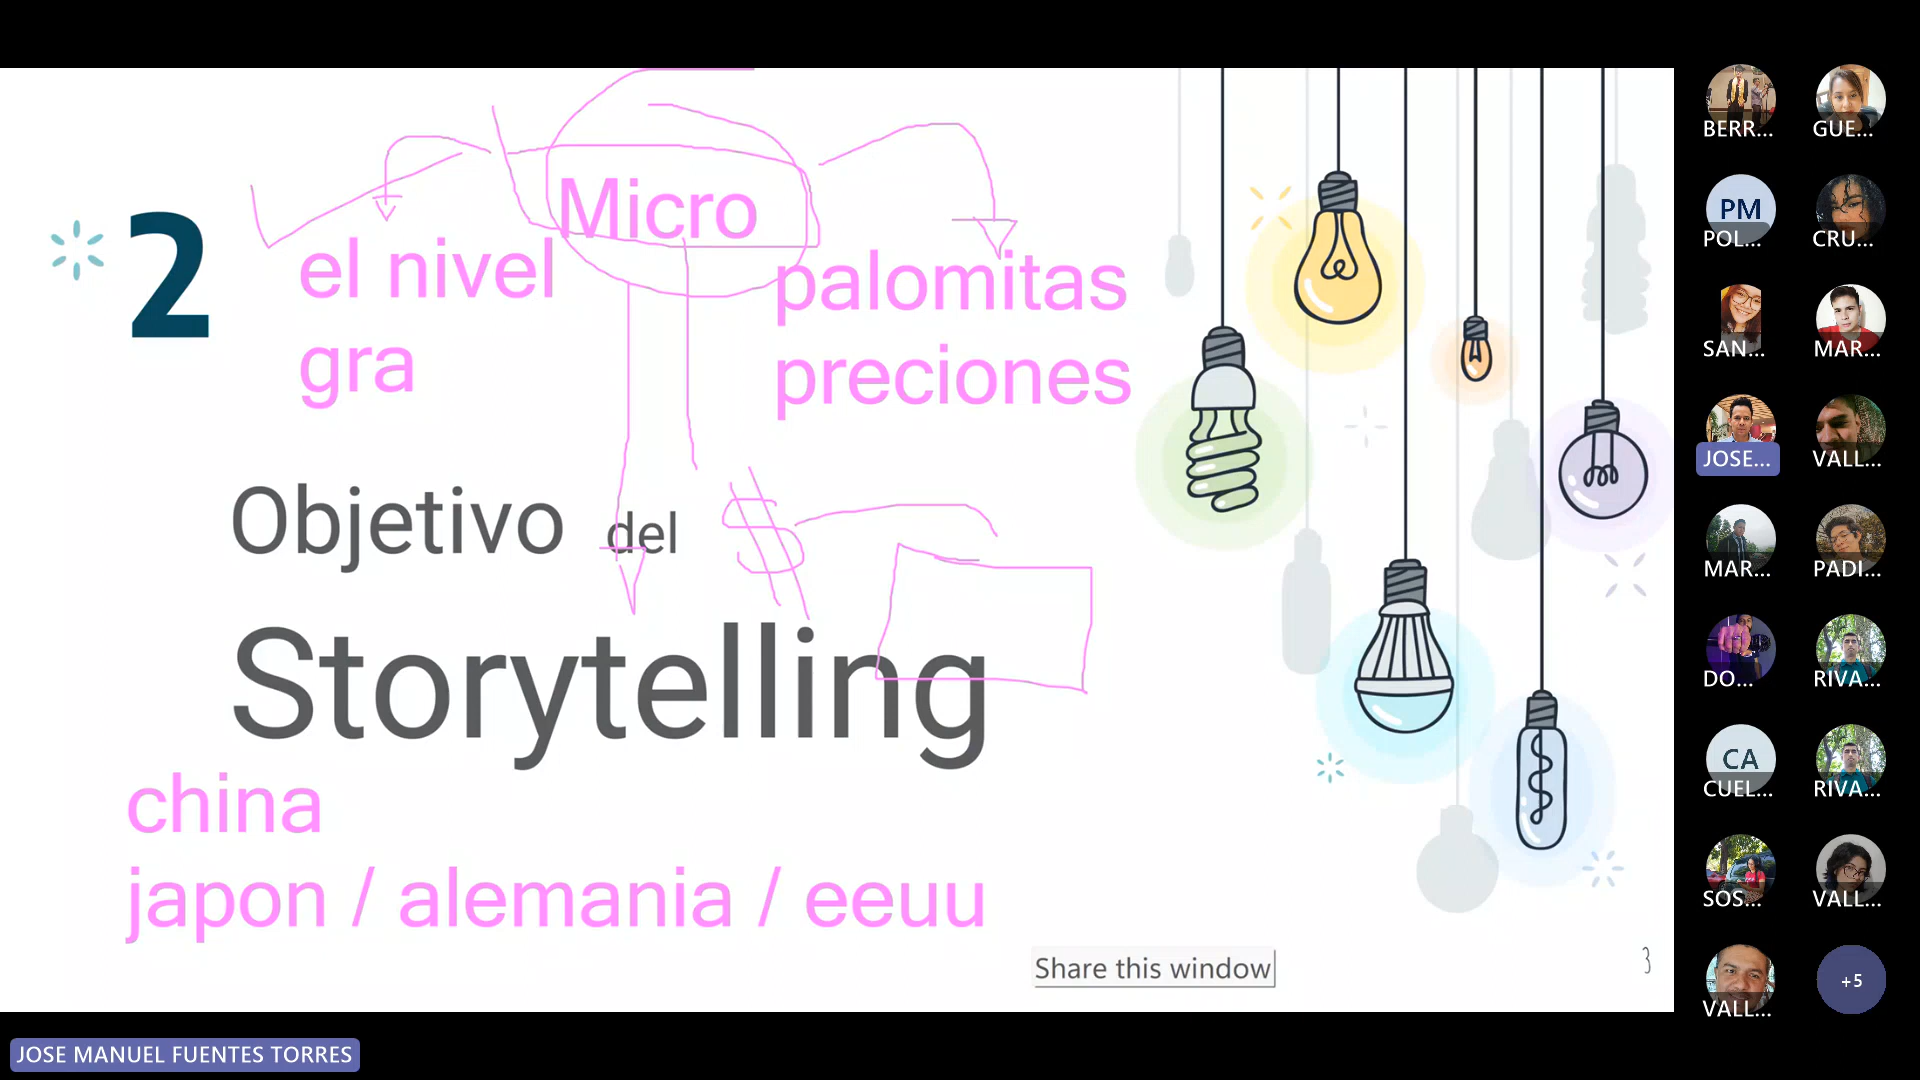 Micro
2
el nivel
gra
palomitas
preciones
Objetivo del
$
Storytelling
china
japon / alemania / eeuu
Share this window
3
BERR...
GUE...
PM
POL...
CRU...
SAN...
MAR...
JOSE...
VALL...
MAR...
PADI...
DO...
RIVA...
CA
CUEL...
RIVA...
SOS...
VALL...
VALL...
+5
JOSE MANUEL FUENTES TORRES